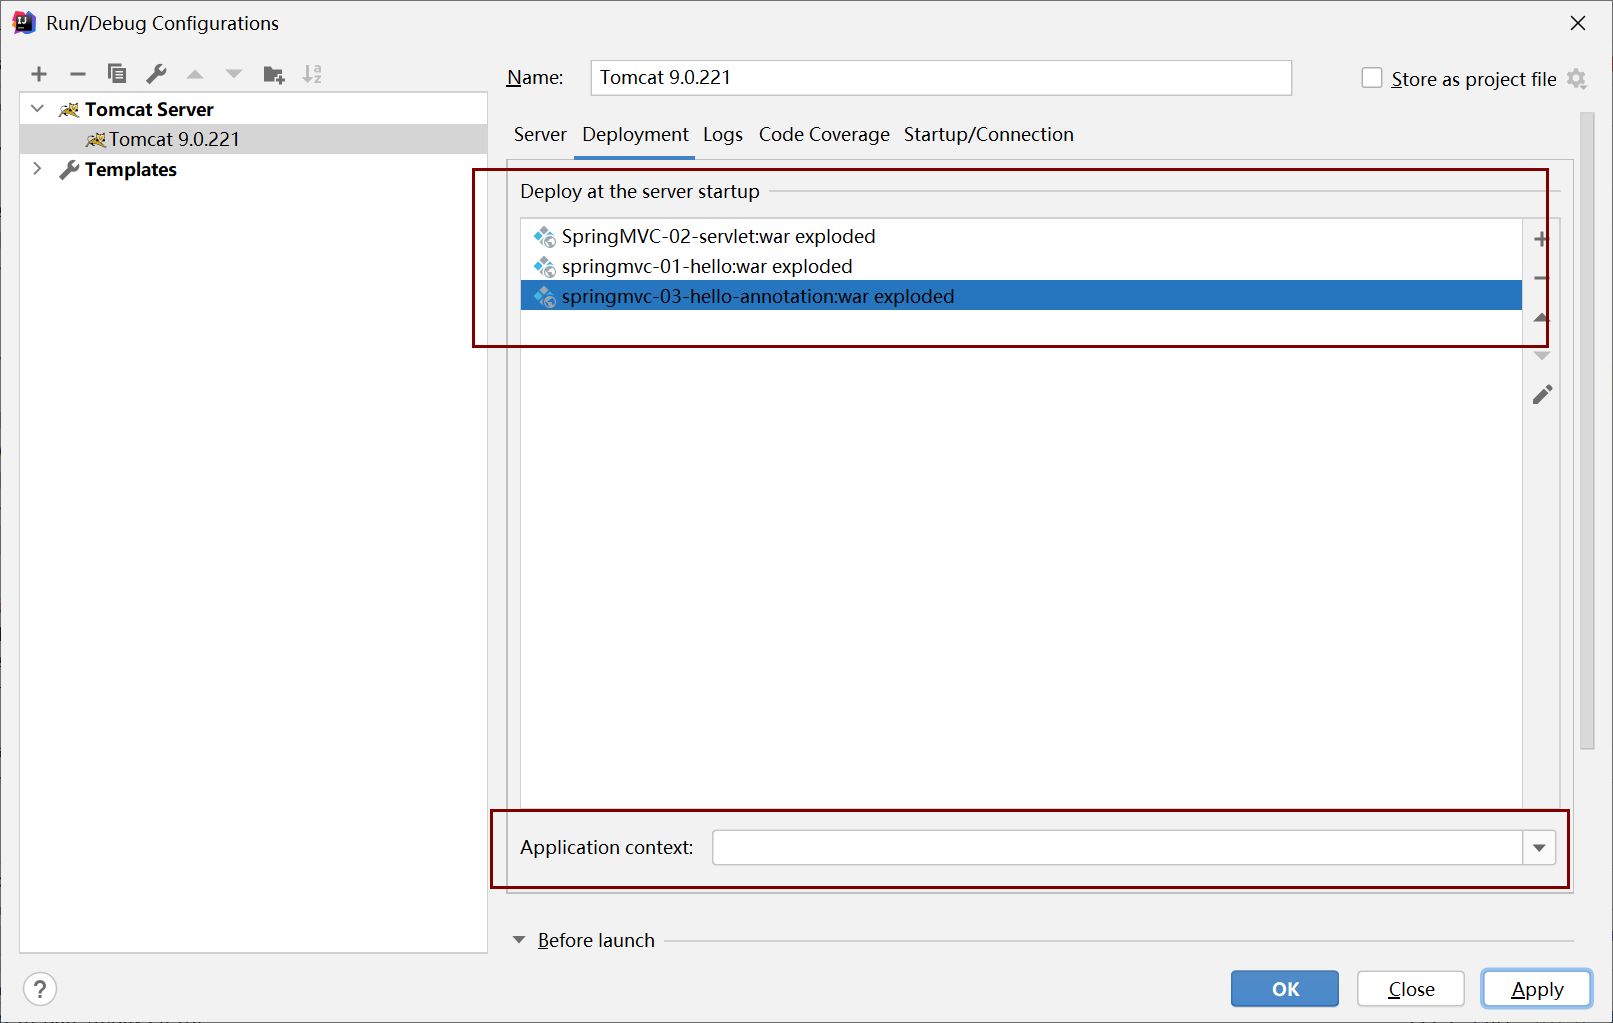 Run/Debug Configurations
Name: Tomcat 9.0.221
Store as project file
Tomcat Server
Tomcat 9.0.221
Templates
Server Deployment Logs Code Coverage Startup/Connection
Deploy at the server startup
SpringMVC-02-servlet:war exploded
springmvc-01-hello:war exploded
springmvc-03-hello-annotation:war exploded
Application context:
Before launch
?
OK Close Apply